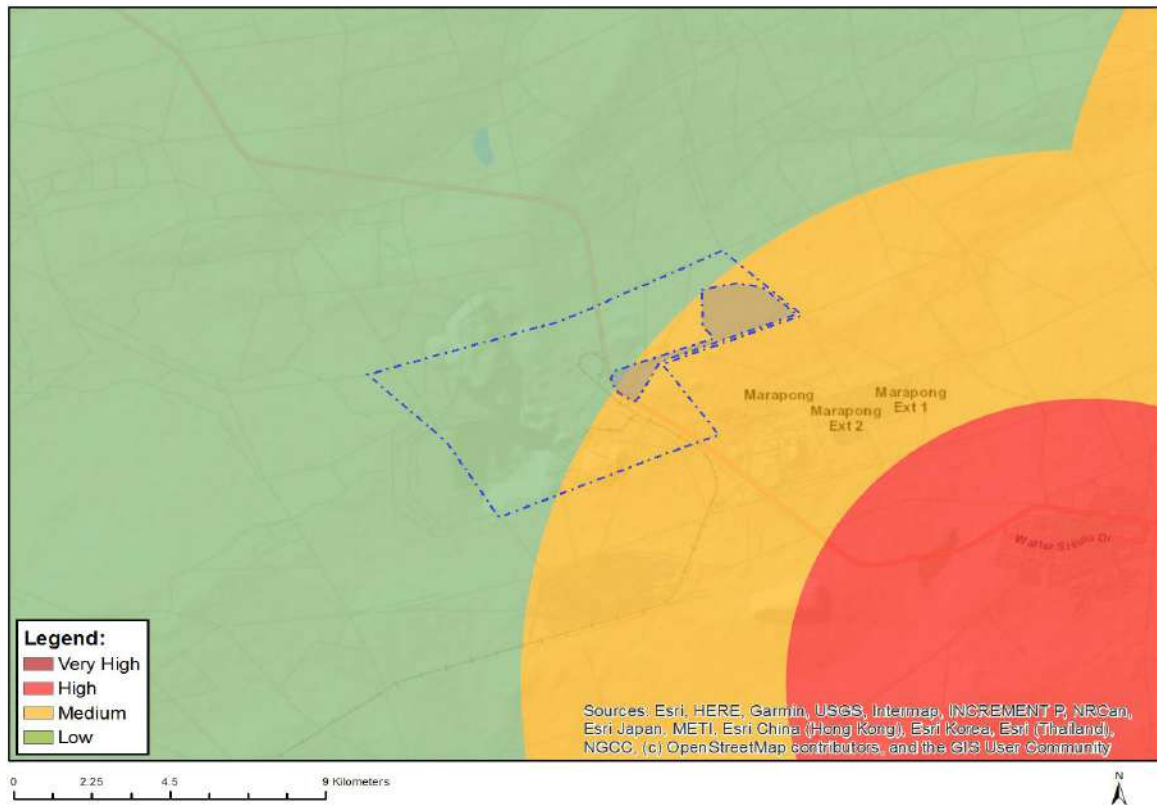 Marapong
Marapong
Ext 1
Marapong
Ext 2
Walter Sisulu Dr
Legend:
Very High
High
Medium
Low
Sources: Esri, HERE, Garmin, USGS, Intermap, INCREMENT P, NRCan,
Esri Japan, METI, Esri China (Hong Kong), Esri Korea, Esri (Thailand),
NGCC, (c) OpenStreetMap contributors, and the GIS User Community
0 2.25 4.5 9 Kilometers
N